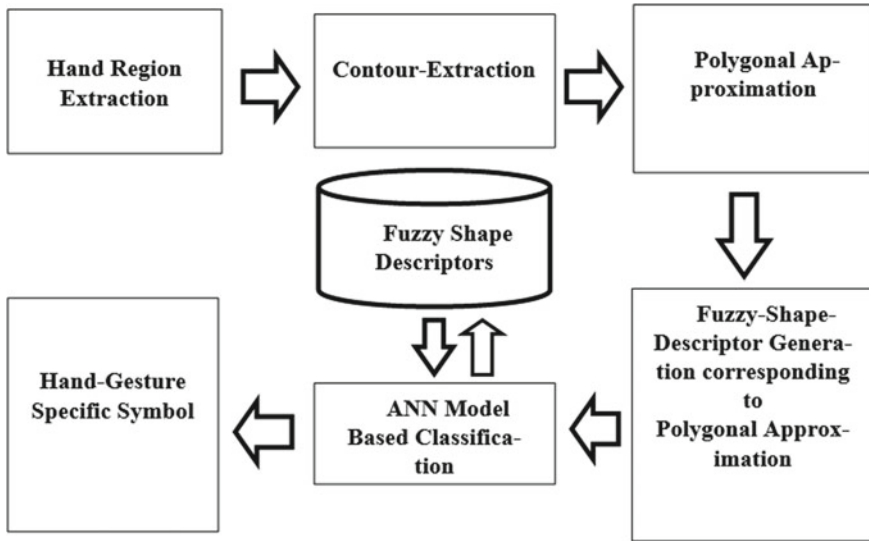 Hand Region
Extraction
Contour-Extraction
Polygonal Ap-
proximation
Fuzzy Shape
Descriptors
Fuzzy-Shape-
Descriptor Genera-
tion corresponding
to
Polygonal Approx-
imation
ANN Model
Based Classifica-
tion
Hand-Gesture
Specific Symbol